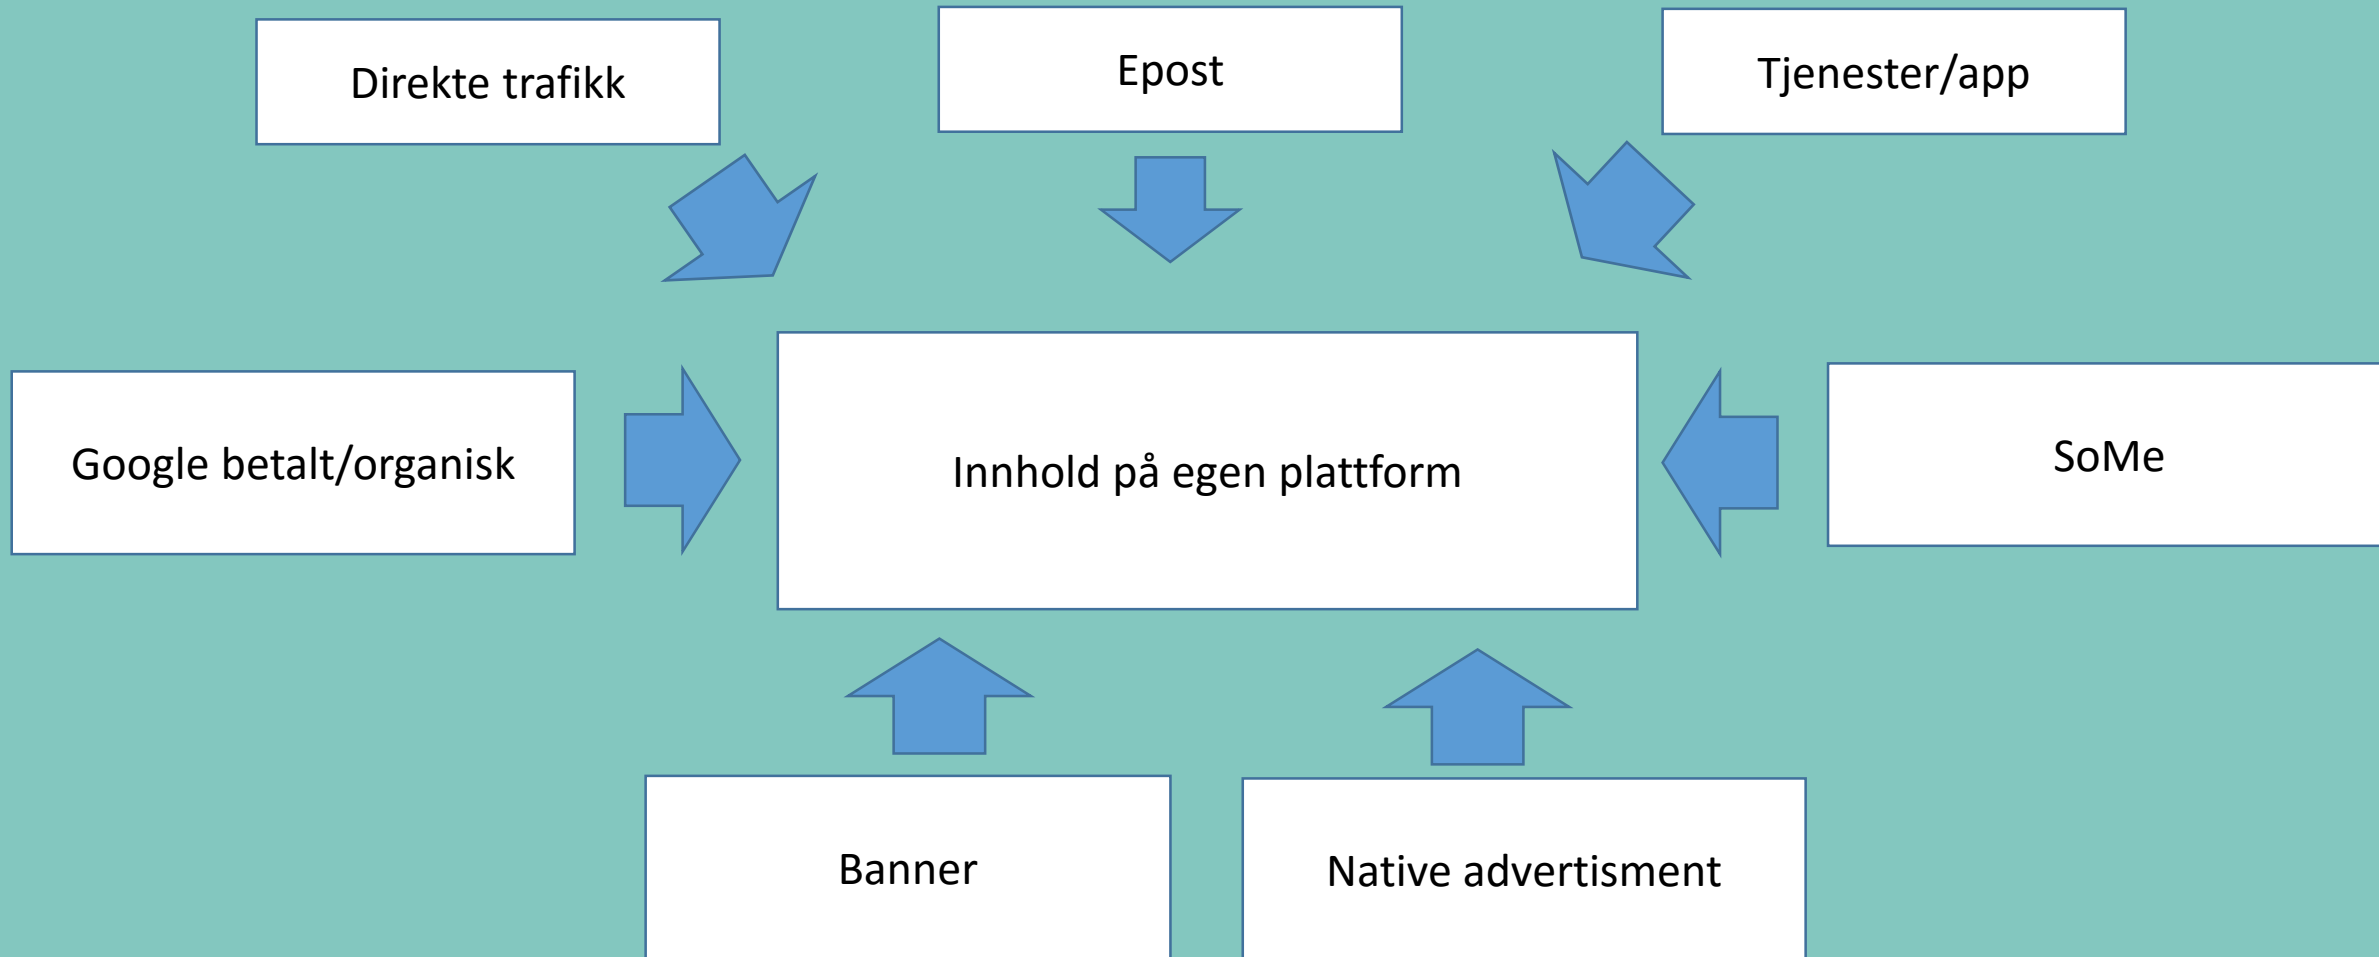 Direkte trafikk
Epost
Tjenester/app
Google betalt/organisk
Innhold på egen plattform
SoMe
Banner
Native advertisment